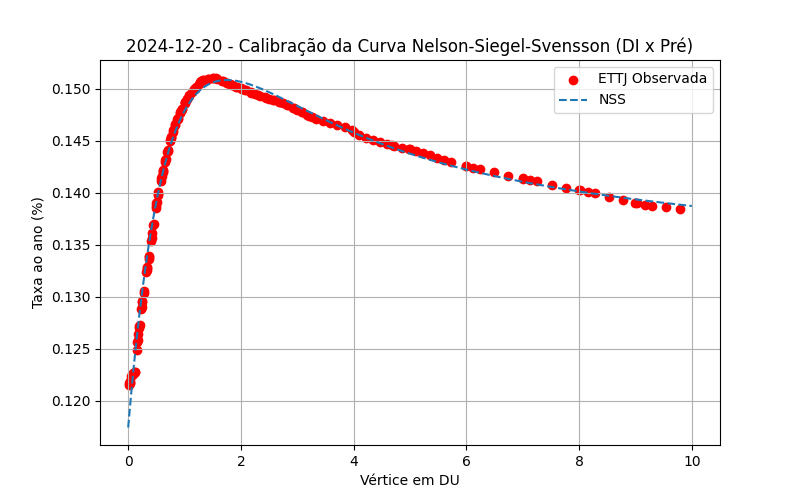 2024-12-20 - Calibração da Curva Nelson-Siegel-Svensson (DI x Pré)
ETTJ Observada
NSS
Taxa ao ano (%)
0.150
0.145
0.140
0.135
0.130
0.125
0.120
0
2
4
6
8
10
Vértice em DU